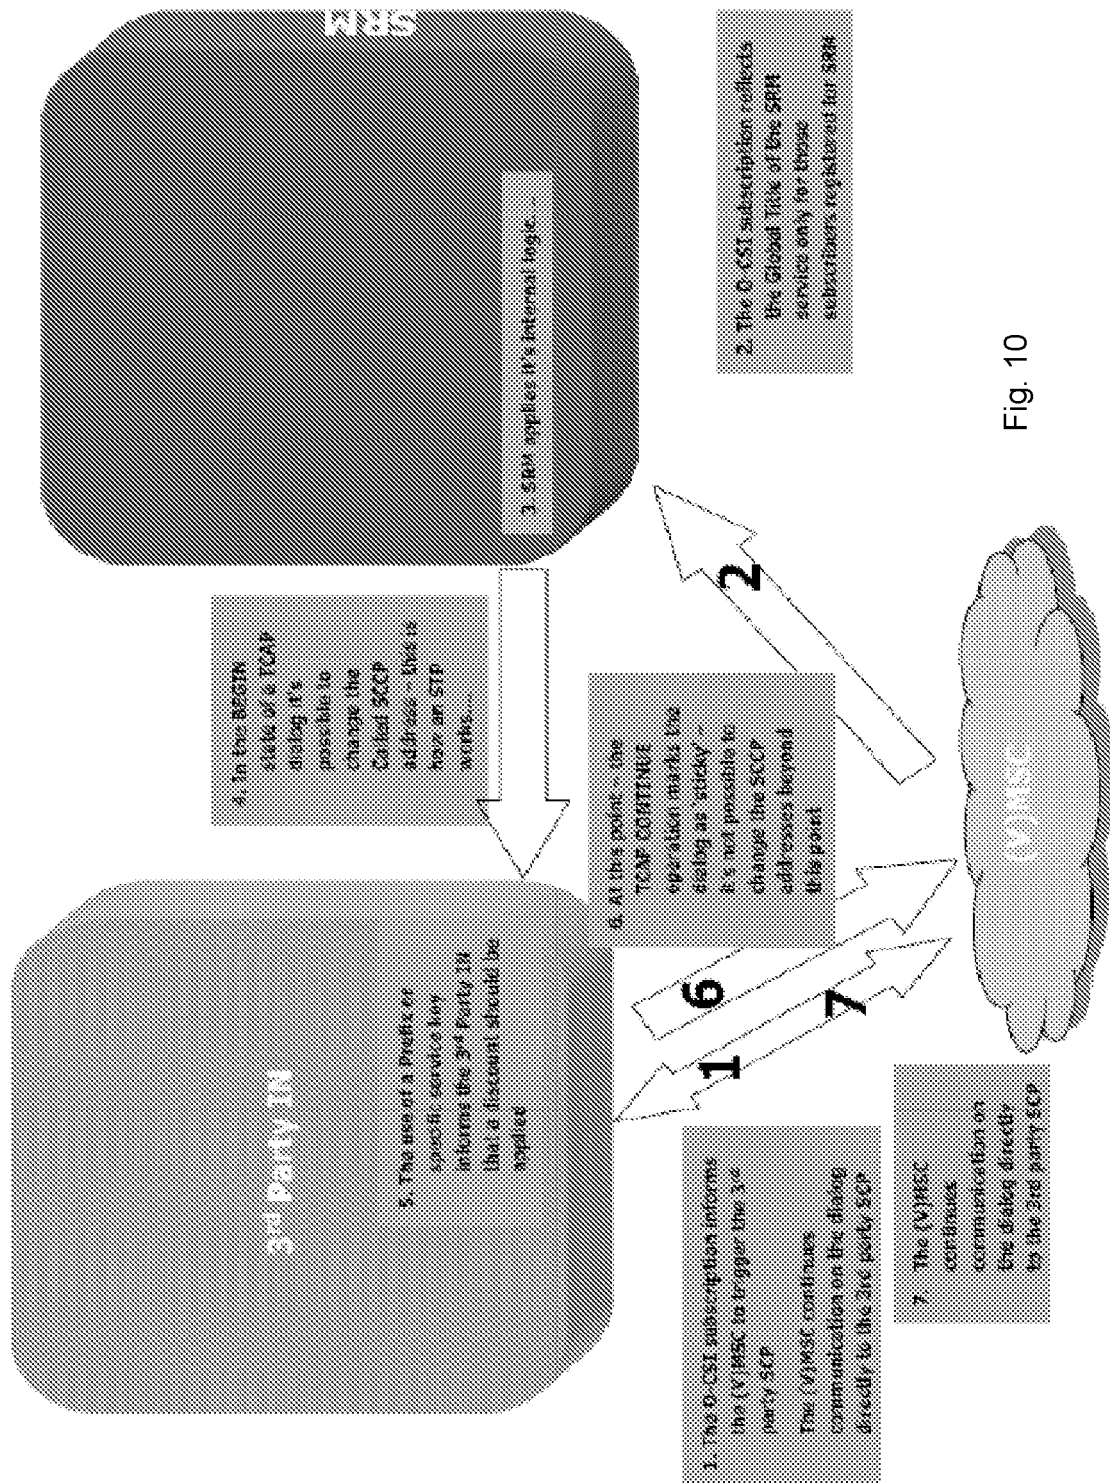 3rd Party IN
SRM
5. The use of a Prefix or
specific service key
informs the 3rd Party IN
that a discount should be
applied
4. In the BEGIN
state of a TCAP
dialog it's
possible to
change the
Called SCCP
address – this is
how an STP
works....
3. SRM applies it's internal logic.
1. The O-CSI subscription informs
the (V)MSC to trigger the 3rd
party SCP
The (V)MSC continues
communication on the dialog
directly to the 3rd party SCP
1
6
7
6. At this point – the
TCAP CONTINUE
operation marks the
dialog as 'sticky' –
it's not possible to
change the SCCP
addresses beyond
this point
2
2. The O-CSI subscription reflects
the Global Title of the SRM
service only for those
subscribers registered for SRM
7. The (V)MSC
continues
communication on
the dialog directly
to the 3rd party SCP
(V)MSC
Fig. 10